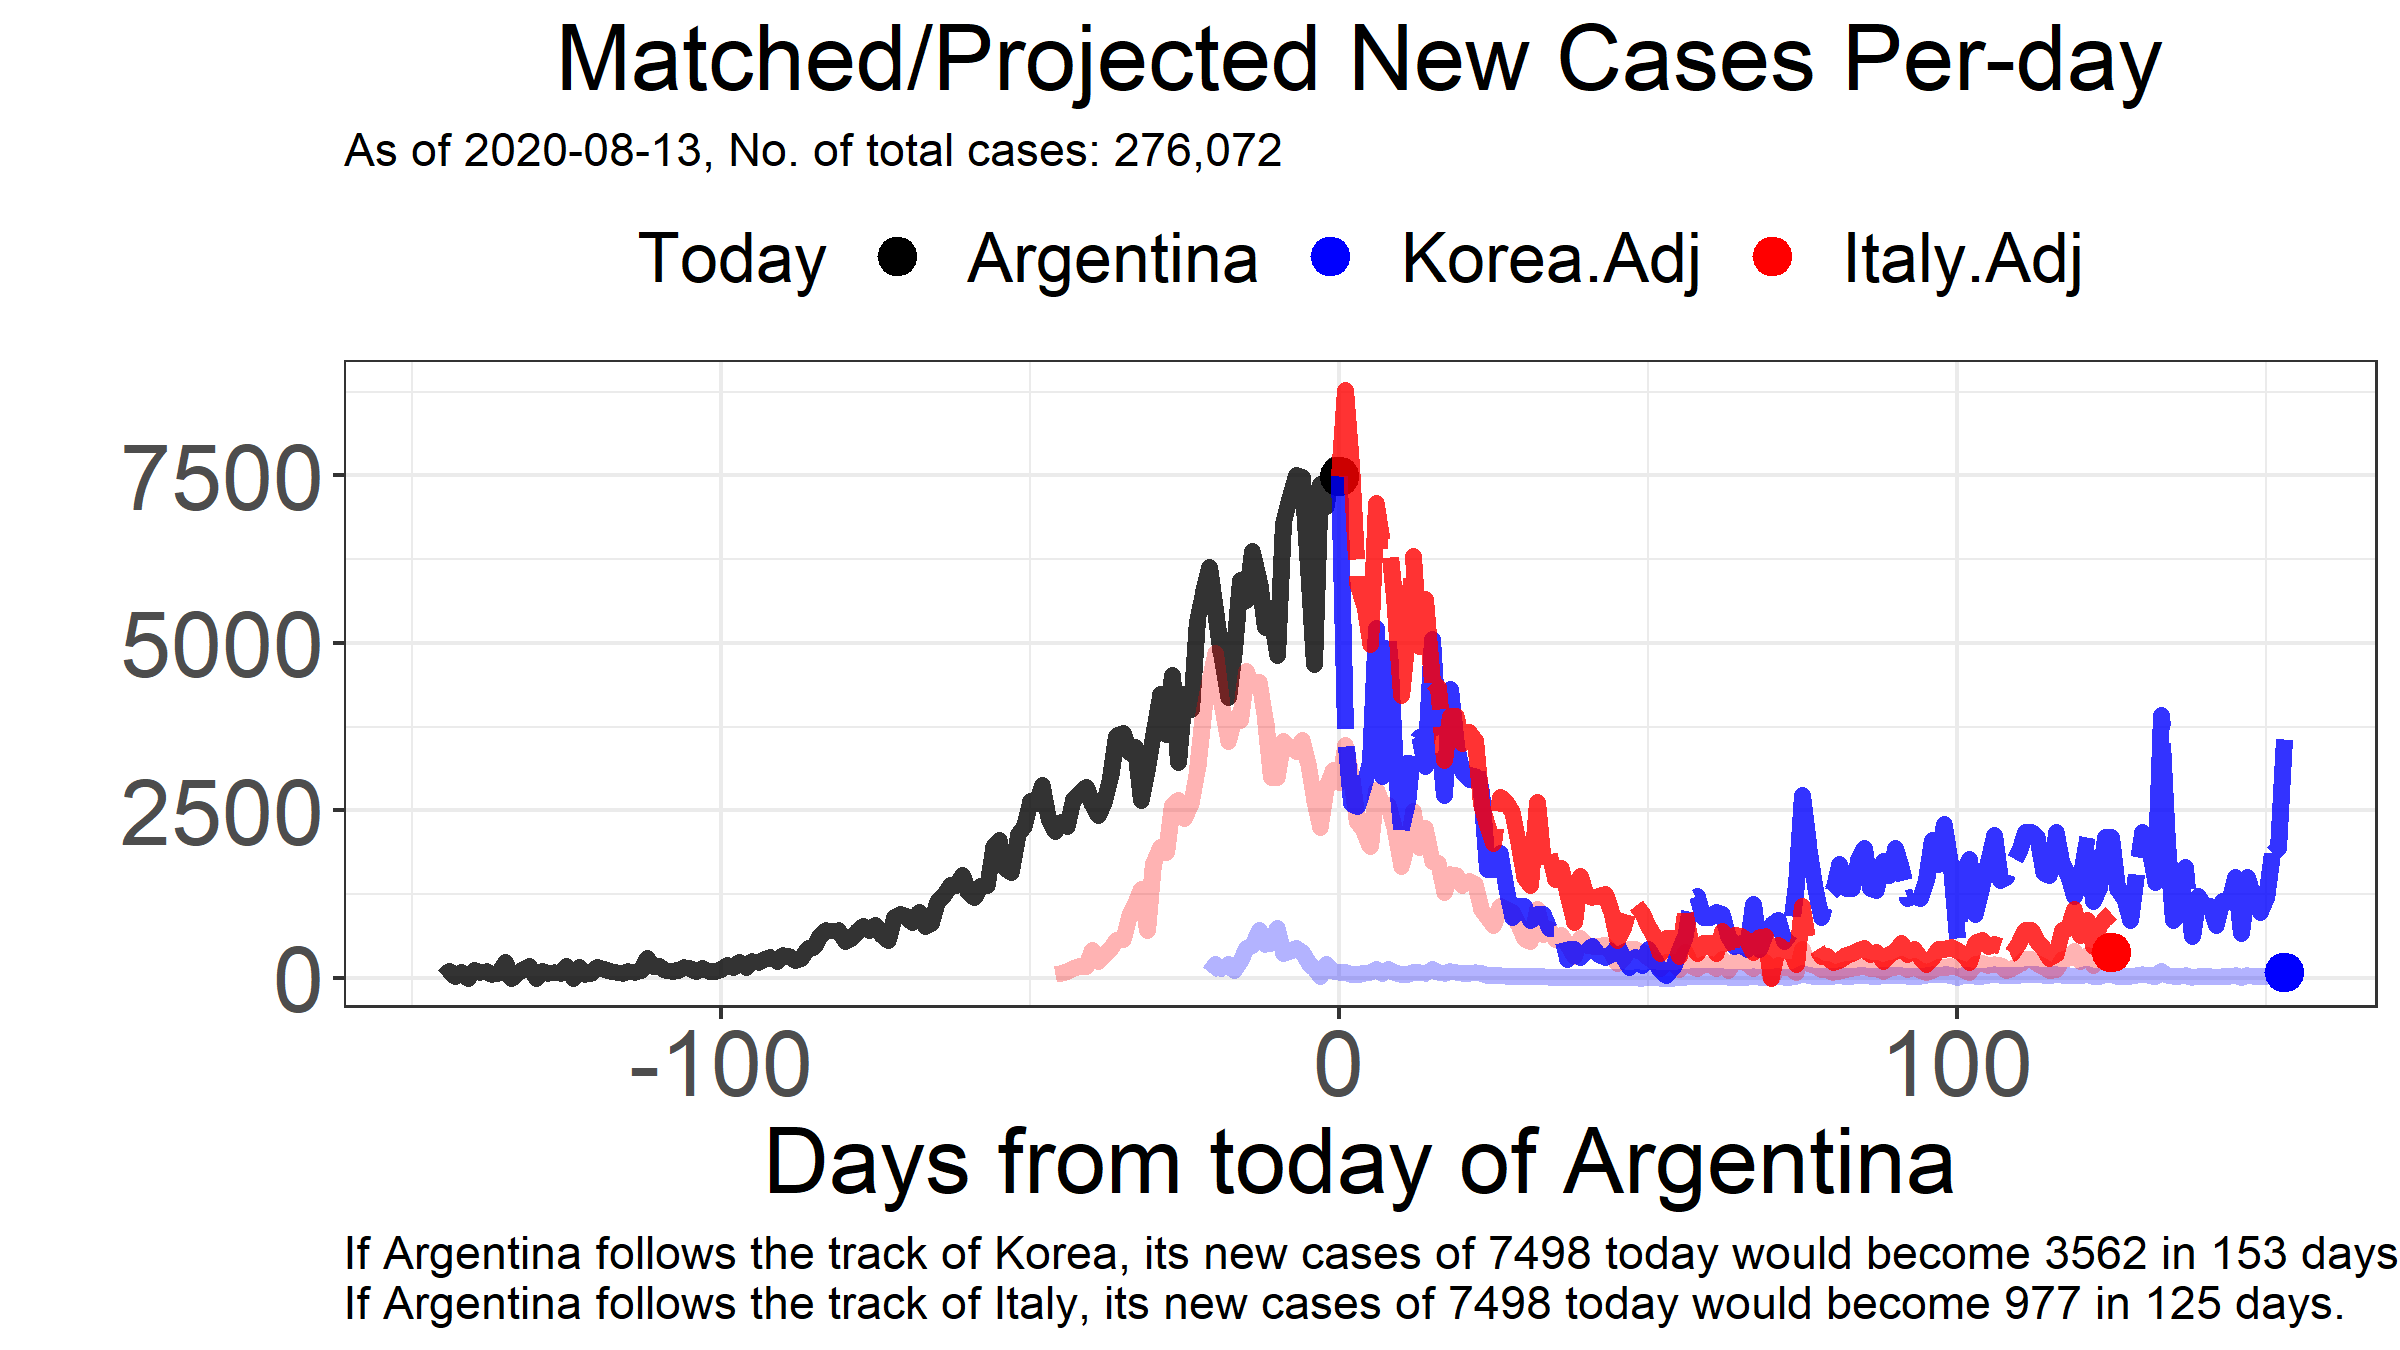 Matched/Projected New Cases Per-day
As of 2020-08-13, No. of total cases: 276,072
Today Argentina Korea.Adj Italy.Adj
7500
5000
2500
0
-100 0 100
Days from today of Argentina
If Argentina follows the track of Korea, its new cases of 7498 today would become 3562 in 153 days
If Argentina follows the track of Italy, its new cases of 7498 today would become 977 in 125 days.